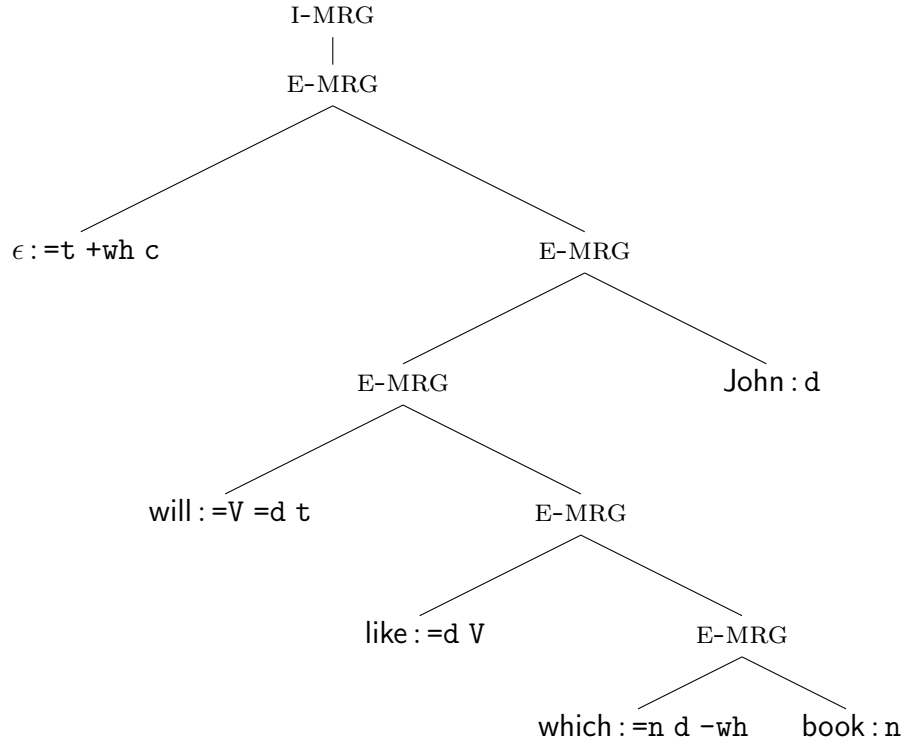 I-MRG
E-MRG
ϵ : =t +wh c
E-MRG
E-MRG
John : d
will : =V =d t
E-MRG
like : =d V
E-MRG
which : =n d -wh
book : n